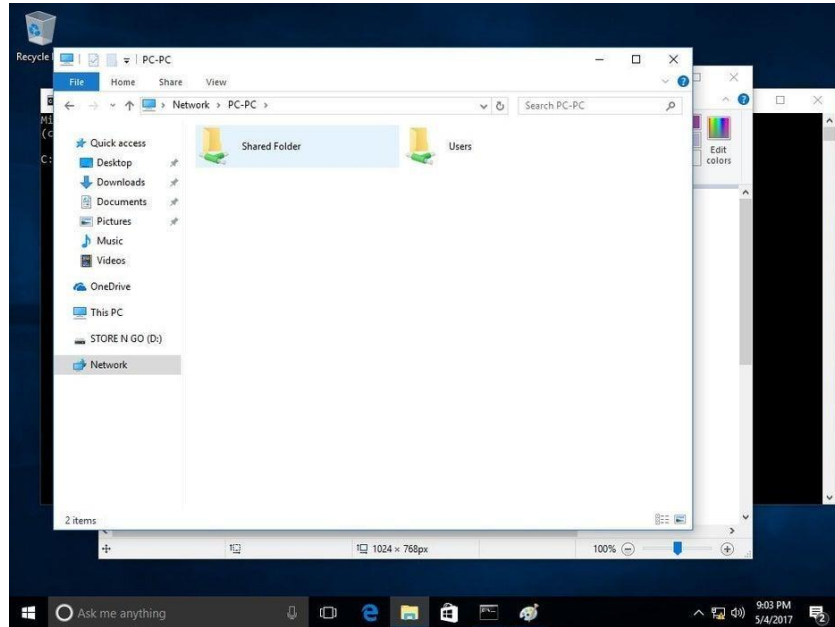 Recycle
PC-PC
File Home Share View
Network > PC-PC >
Search PC-PC
Mi
(c
C:
Quick access
Desktop
Downloads
Documents
Pictures
Music
Videos
OneDrive
This PC
STORE N GO (D:)
Network
Shared Folder
Users
Edit
colors
2 items
1024 × 768px
100%
Ask me anything
9:03 PM
5/4/2017
2